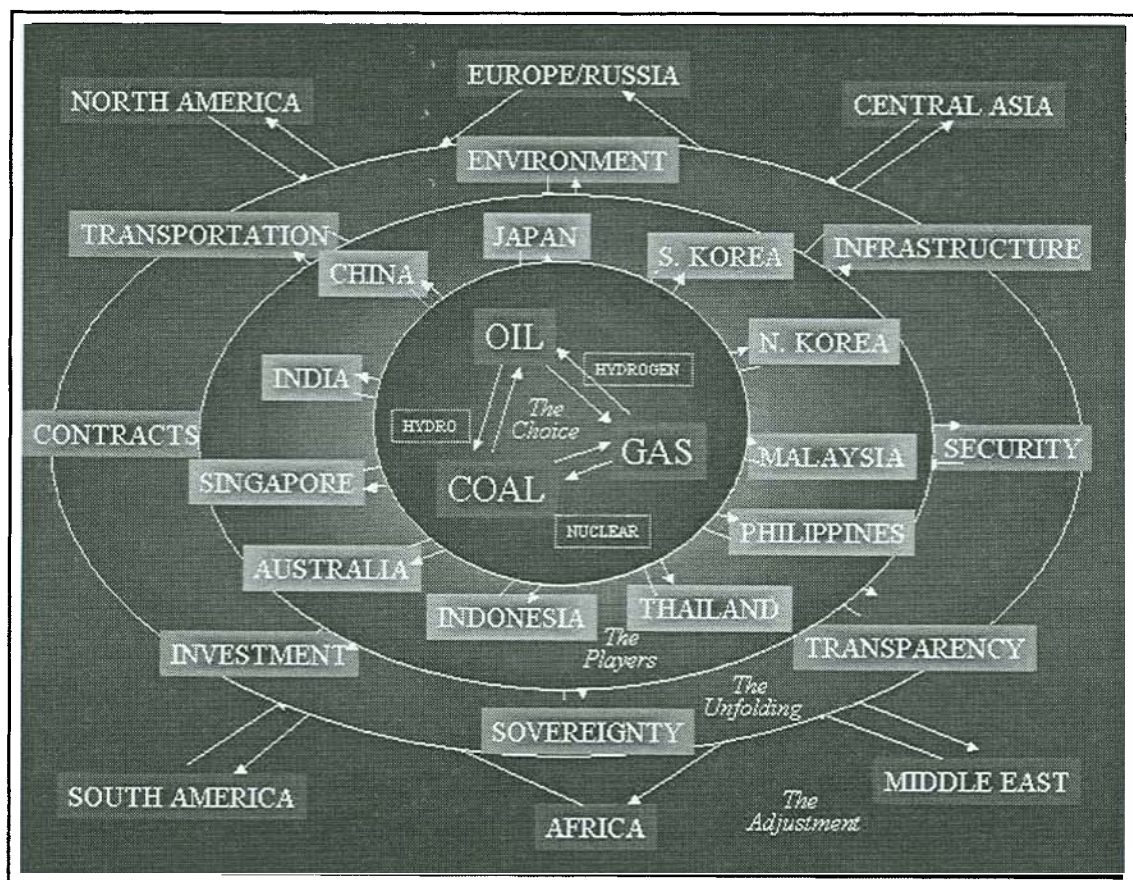 EUROPE/RUSSIA
NORTH AMERICA
CENTRAL ASIA
ENVIRONMENT
TRANSPORTATION
JAPAN
S. KOREA
INFRASTRUCTURE
CHINA
OIL
N. KOREA
HYDROGEN
INDIA
The
Choice
HYDRO
CONTRACTS
GAS
MALAYSIA
SECURITY
SINGAPORE
COAL
NUCLEAR
PHILIPPINES
AUSTRALIA
INDONESIA
THAILAND
The
Players
INVESTMENT
TRANSPARENCY
The
Unfolding
SOVEREIGNTY
SOUTH AMERICA
MIDDLE EAST
AFRICA
The
Adjustment